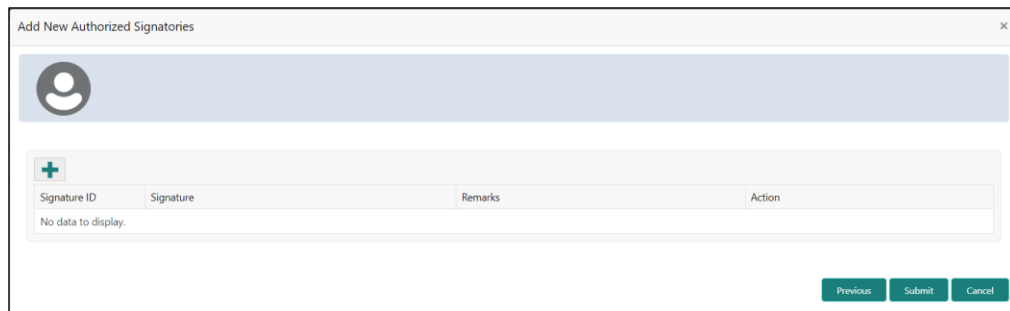 Add New Authorized Signatories
Signature ID Signature Remarks Action
No data to display.
Previous Submit Cancel